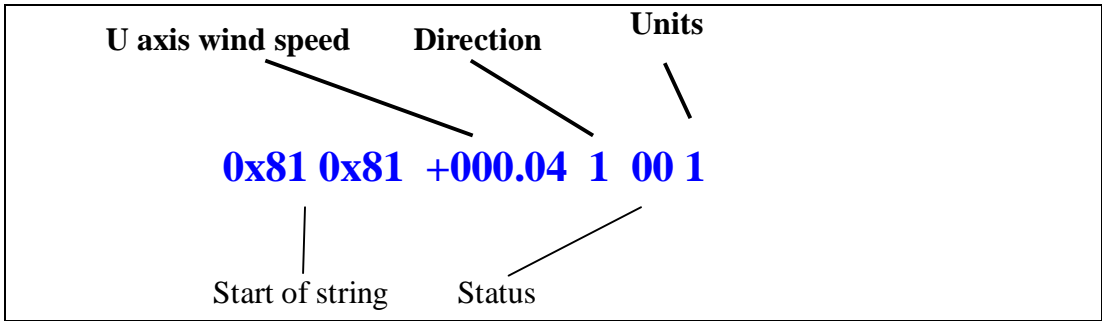 U axis wind speed Direction Units
0x81 0x81 +000.04 1 00 1
Start of string Status